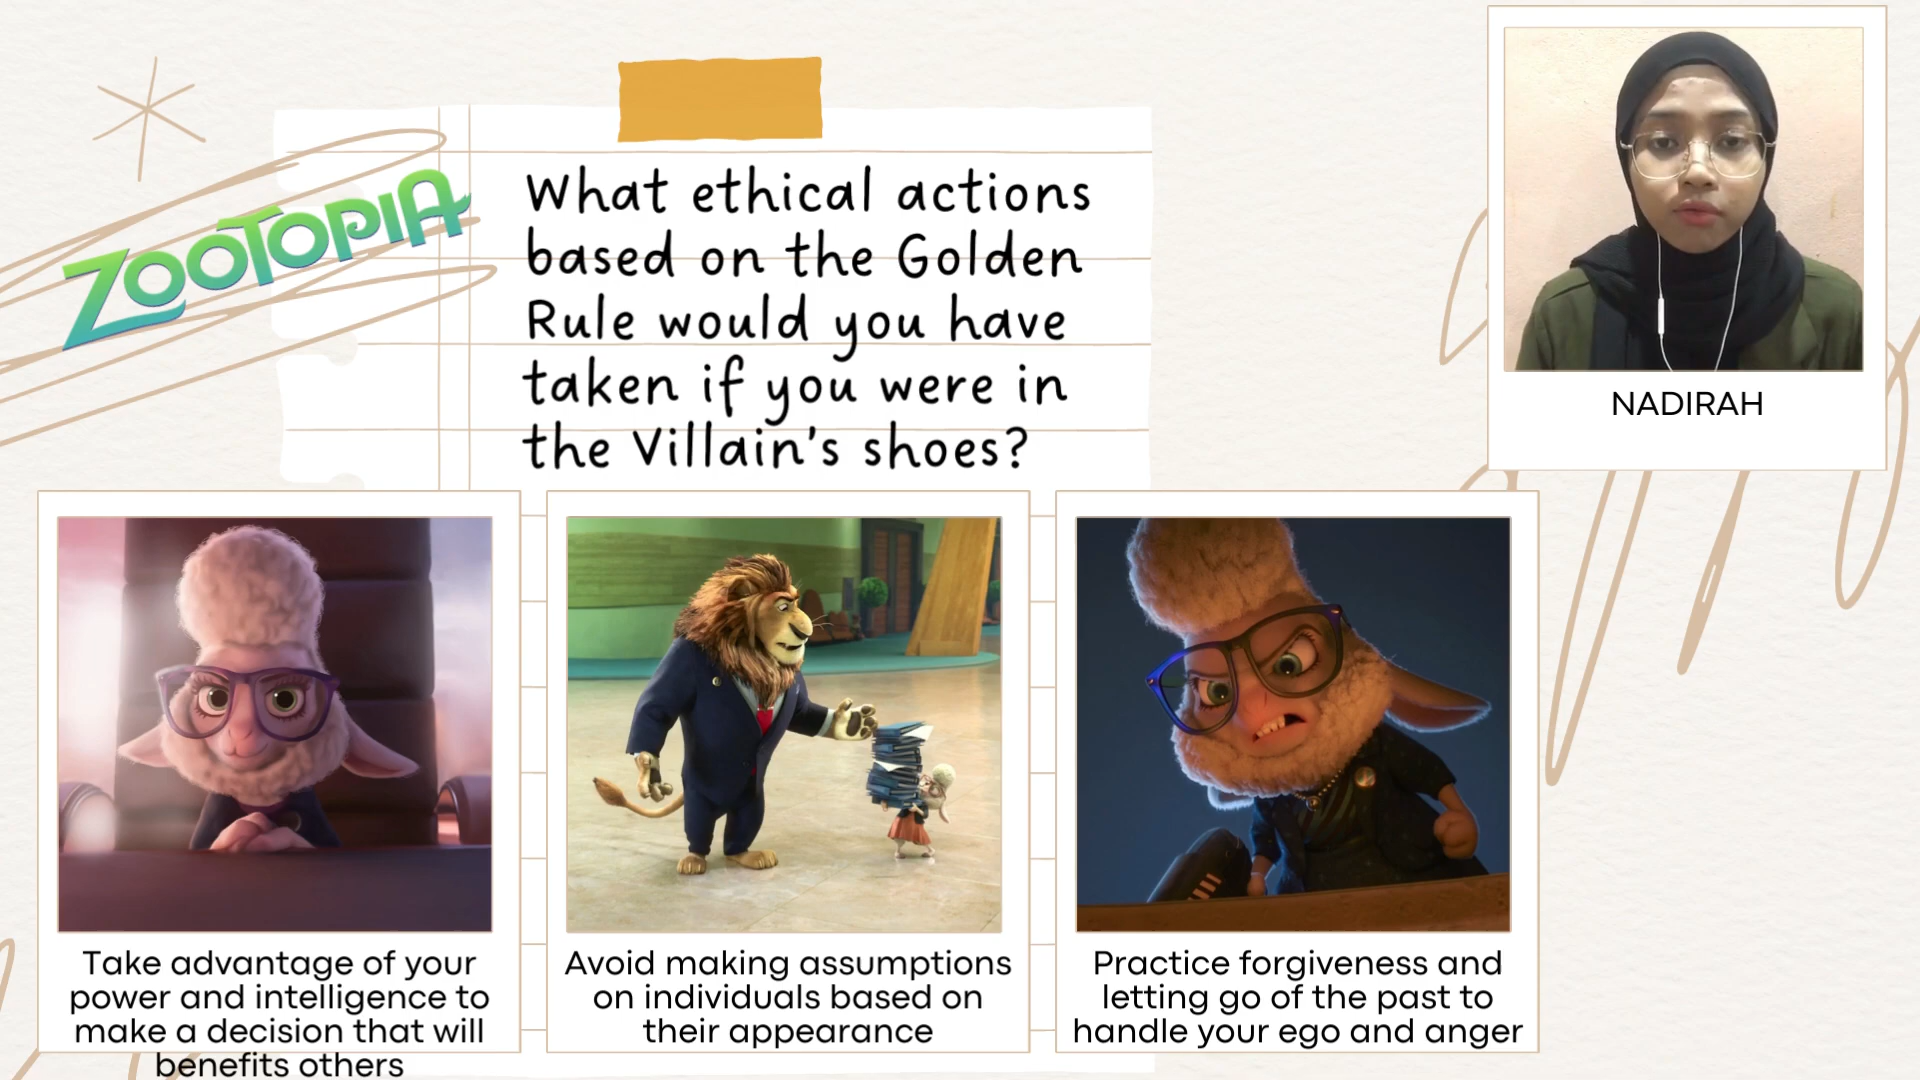 ZOOTOPIA
What ethical actions
based on the Golden
Rule would you have
taken if you were in
the Villain's shoes?
NADIRAH
Take advantage of your
power and intelligence to
make a decision that will
benefits others
Avoid making assumptions
on individuals based on
their appearance
Practice forgiveness and
letting go of the past to
handle your ego and anger